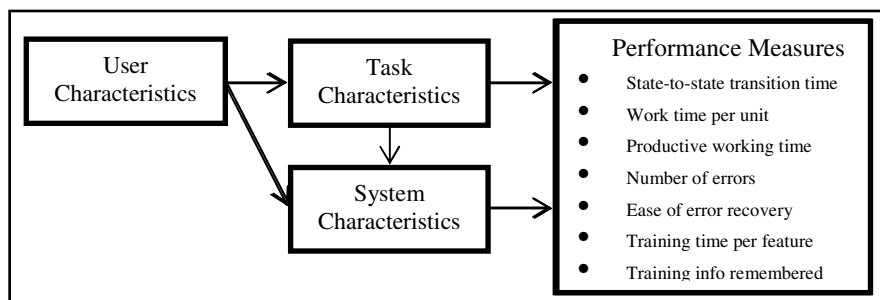 User
Characteristics
Task
Characteristics
System
Characteristics
Performance Measures
• State-to-state transition time
• Work time per unit
• Productive working time
• Number of errors
• Ease of error recovery
• Training time per feature
• Training info remembered